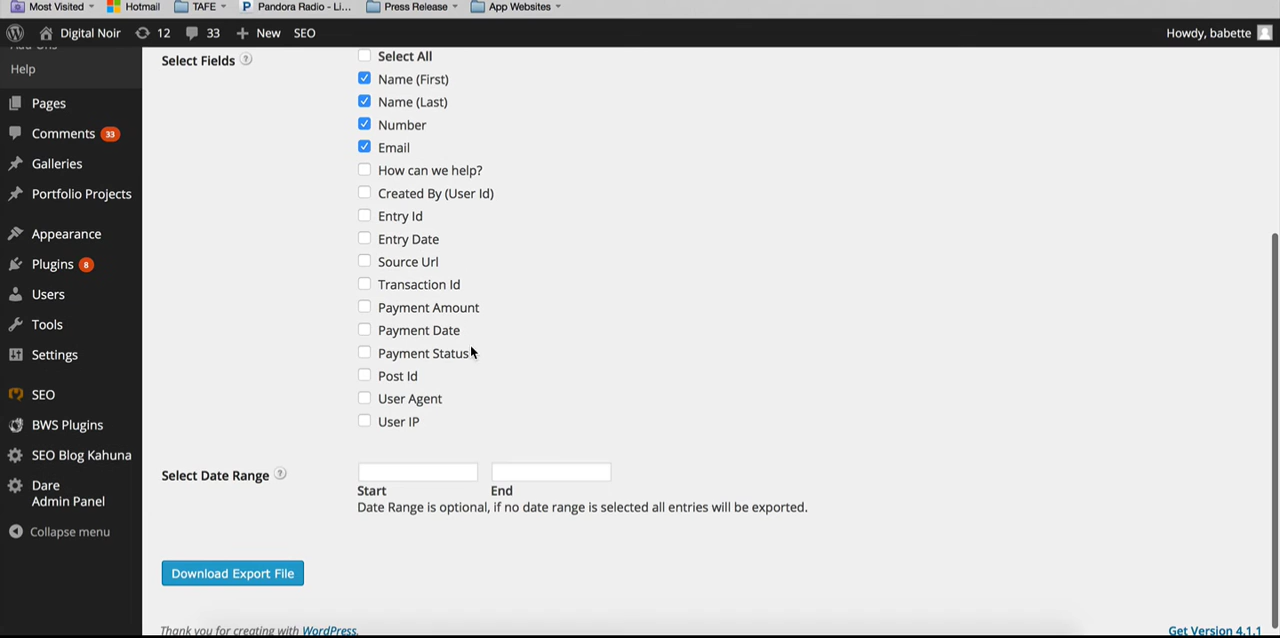 Most Visited Hotmail TAFE Pandora Radio - Li... Press Release App Websites
Digital Noir 12 33 + New SEO Howdy, babette
Help
Pages
Comments 33
Galleries
Portfolio Projects
Appearance
Plugins 8
Users
Tools
Settings
SEO
BWS Plugins
SEO Blog Kahuna
Dare
Admin Panel
Collapse menu
Select Fields ?
Select All
Name (First)
Name (Last)
Number
Email
How can we help?
Created By (User Id)
Entry Id
Entry Date
Source Url
Transaction Id
Payment Amount
Payment Date
Payment Status
Post Id
User Agent
User IP
Select Date Range ?
Start End
Date Range is optional, if no date range is selected all entries will be exported.
Download Export File
Thank you for creating with WordPress. Get Version 4.1.1